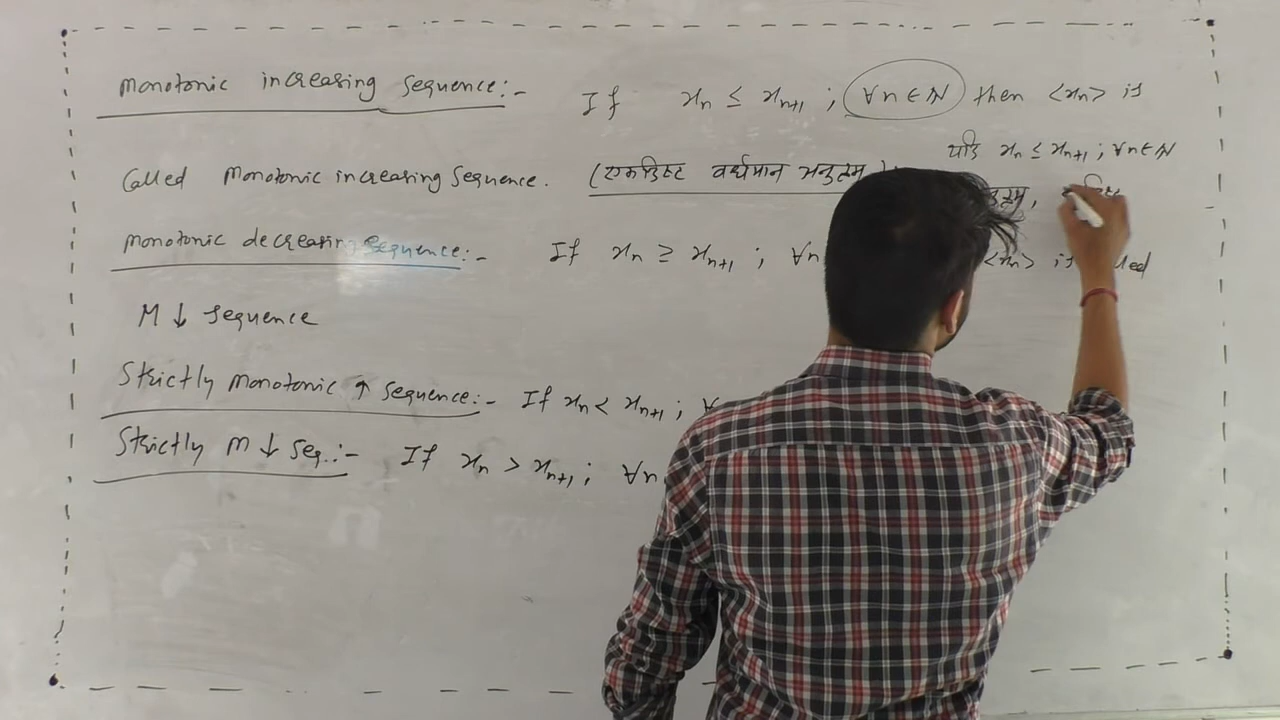 Monotonic increasing sequence:- If xₙ ≤ xₙ₊₁ ; ∀n∈ℕ then <xₙ> is
यदि xₙ ≤ xₙ₊₁ ; ∀n∈ℕ
Called Monotonic increasing Sequence. (एकदिष्ट वर्धमान अनुक्रम)
Monotonic decreasing sequence:- If xₙ ≥ xₙ₊₁ ; ∀n <xₙ> is
M ↓ Sequence
Strictly Monotonic ↑ sequence:- If xₙ < xₙ₊₁ ;
Strictly M ↓ Seq.:- If xₙ > xₙ₊₁ ; ∀n